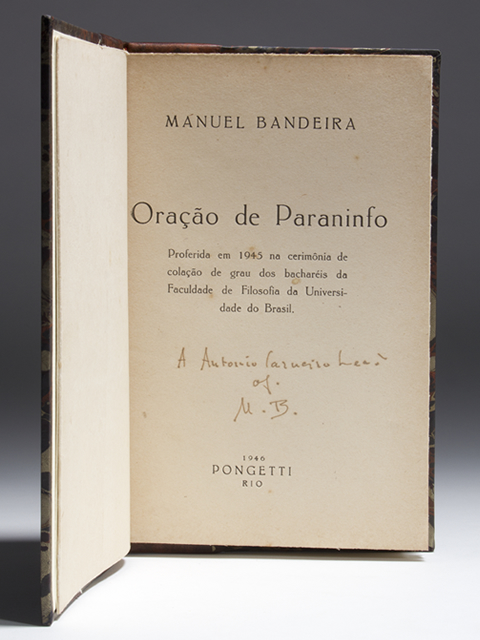 MANUEL BANDEIRA
Oração de Paraninfo
Proferida em 1945 na cerimônia de
colação de grau dos bacharéis da
Faculdade de Filosofia da Universi-
dade do Brasil.
A Antonio Carneiro Leão
of.
M. B.
1946
PONGETTI
RIO